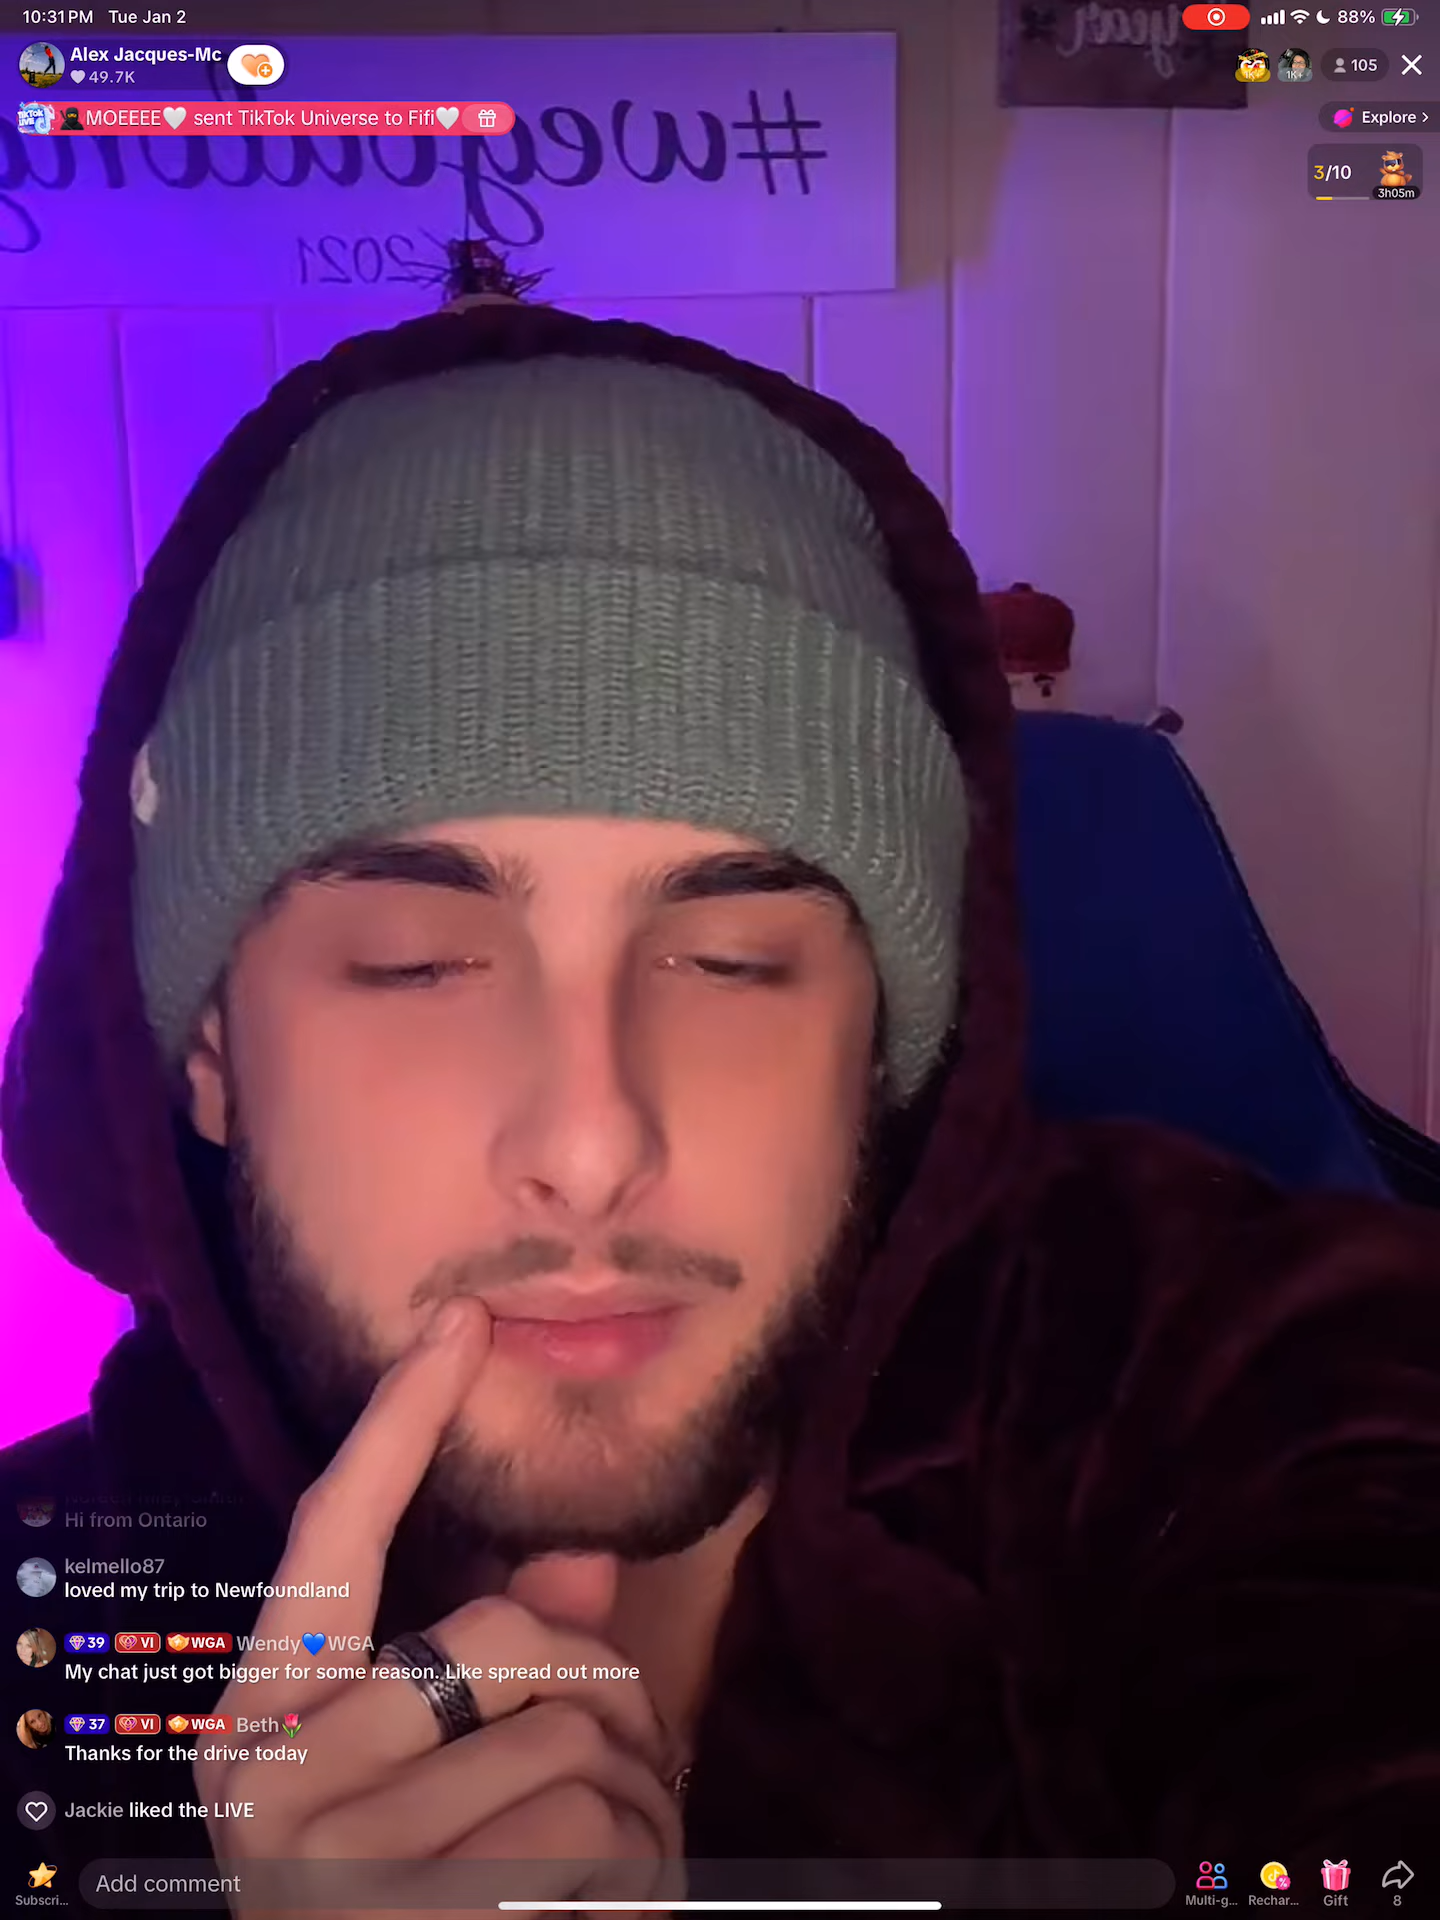 10:31 PM Tue Jan 2
88%
Alex Jacques-Mc
49.7K
1K+
105
MOEEEE🤍 sent TikTok Universe to Fifi🤍
Explore >
3/10
3h05m
2021
Hi from Ontario
kelmello87
loved my trip to Newfoundland
39 VI WGA Wendy💙WGA
My chat just got bigger for some reason. Like spread out more
37 VI WGA Beth🌷
Thanks for the drive today
Jackie liked the LIVE
Add comment
Subscri...
Multi-g...
Rechar...
Gift
8